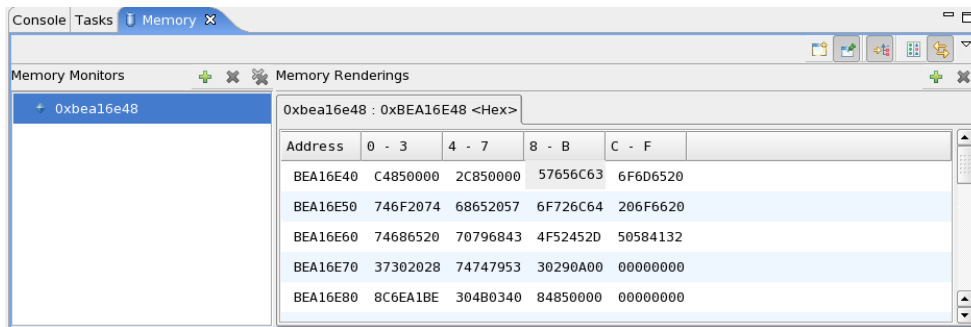 Console Tasks Memory
Memory Monitors Memory Renderings
0xbea16e48 0xbea16e48 : 0xBEA16E48 <Hex>
Address 0 - 3 4 - 7 8 - B C - F
BEA16E40 C4850000 2C850000 57656C63 6F6D6520
BEA16E50 746F2074 68652057 6F726C64 206F6620
BEA16E60 74686520 70796843 4F52452D 50584132
BEA16E70 37302028 74747953 30290A00 00000000
BEA16E80 8C6EA1BE 304B0340 84850000 00000000